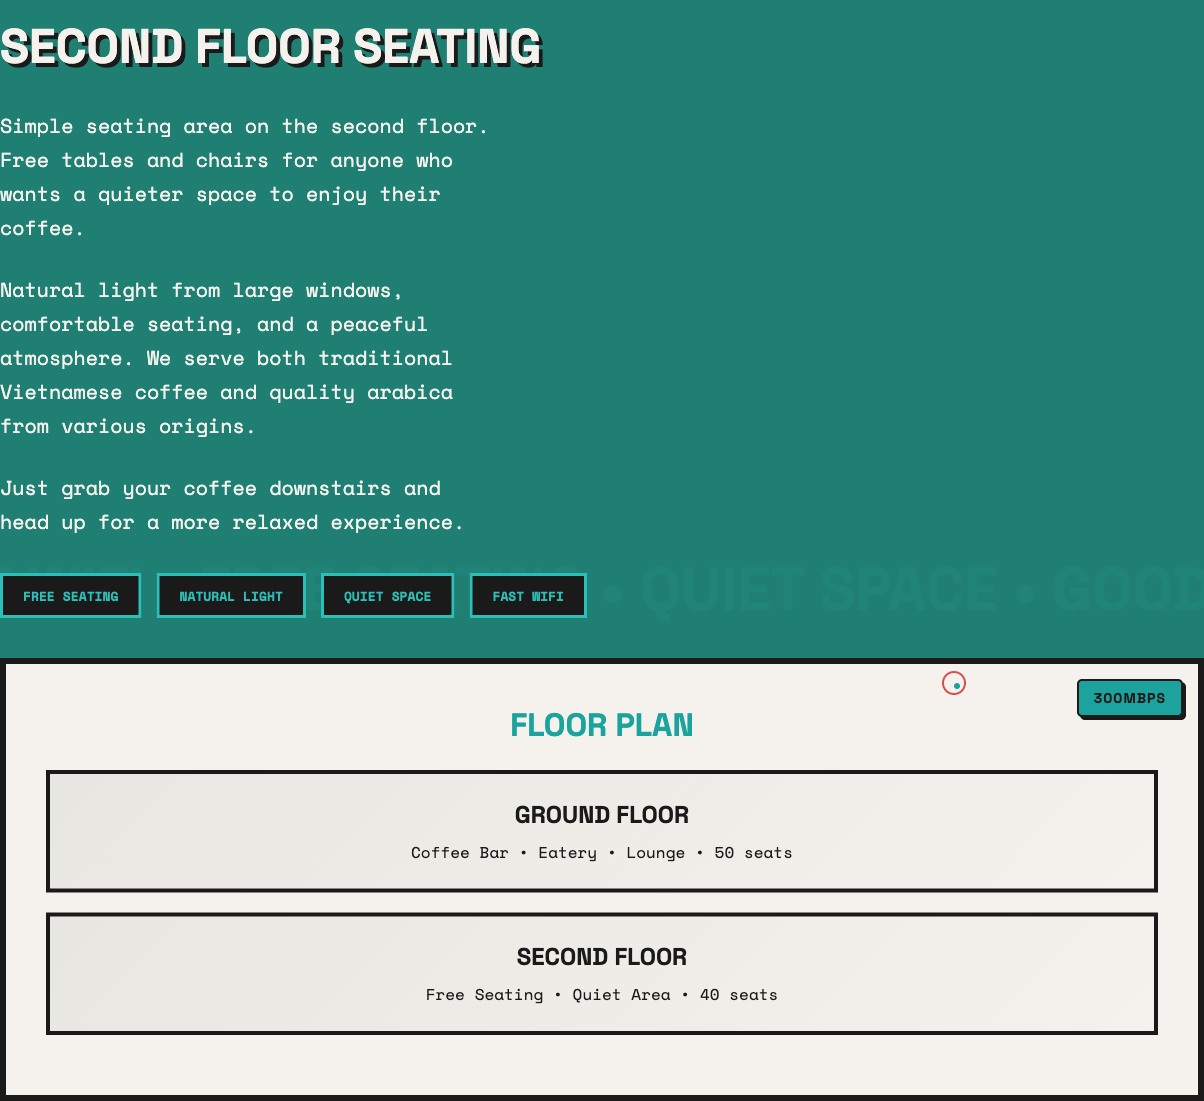 SECOND FLOOR SEATING
Simple seating area on the second floor.
Free tables and chairs for anyone who
wants a quieter space to enjoy their
coffee.
Natural light from large windows,
comfortable seating, and a peaceful
atmosphere. We serve both traditional
Vietnamese coffee and quality arabica
from various origins.
Just grab your coffee downstairs and
head up for a more relaxed experience.
FREE SEATING
NATURAL LIGHT
QUIET SPACE
FAST WIFI
• QUIET SPACE • GOOD
300MBPS
FLOOR PLAN
GROUND FLOOR
Coffee Bar • Eatery • Lounge • 50 seats
SECOND FLOOR
Free Seating • Quiet Area • 40 seats